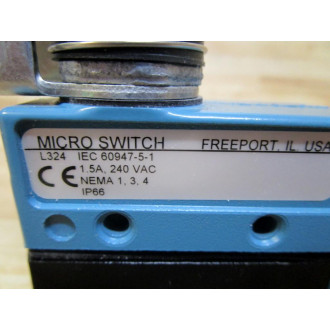 MICRO SWITCH FREEPORT, IL USA
L324 IEC 60947-5-1
CE 1.5A, 240 VAC
NEMA 1, 3, 4
IP66